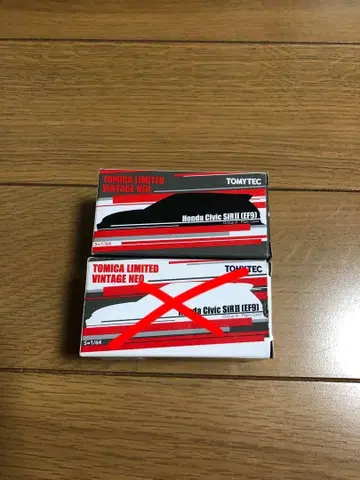 TOMICA LIMITED
VINTAGE NEO
TOMYTEC
Honda Civic SiRII (EF9)
S=1/64
TOMICA LIMITED
VINTAGE NEO
TOMYTEC
Honda Civic SiRII (EF9)
S=1/64